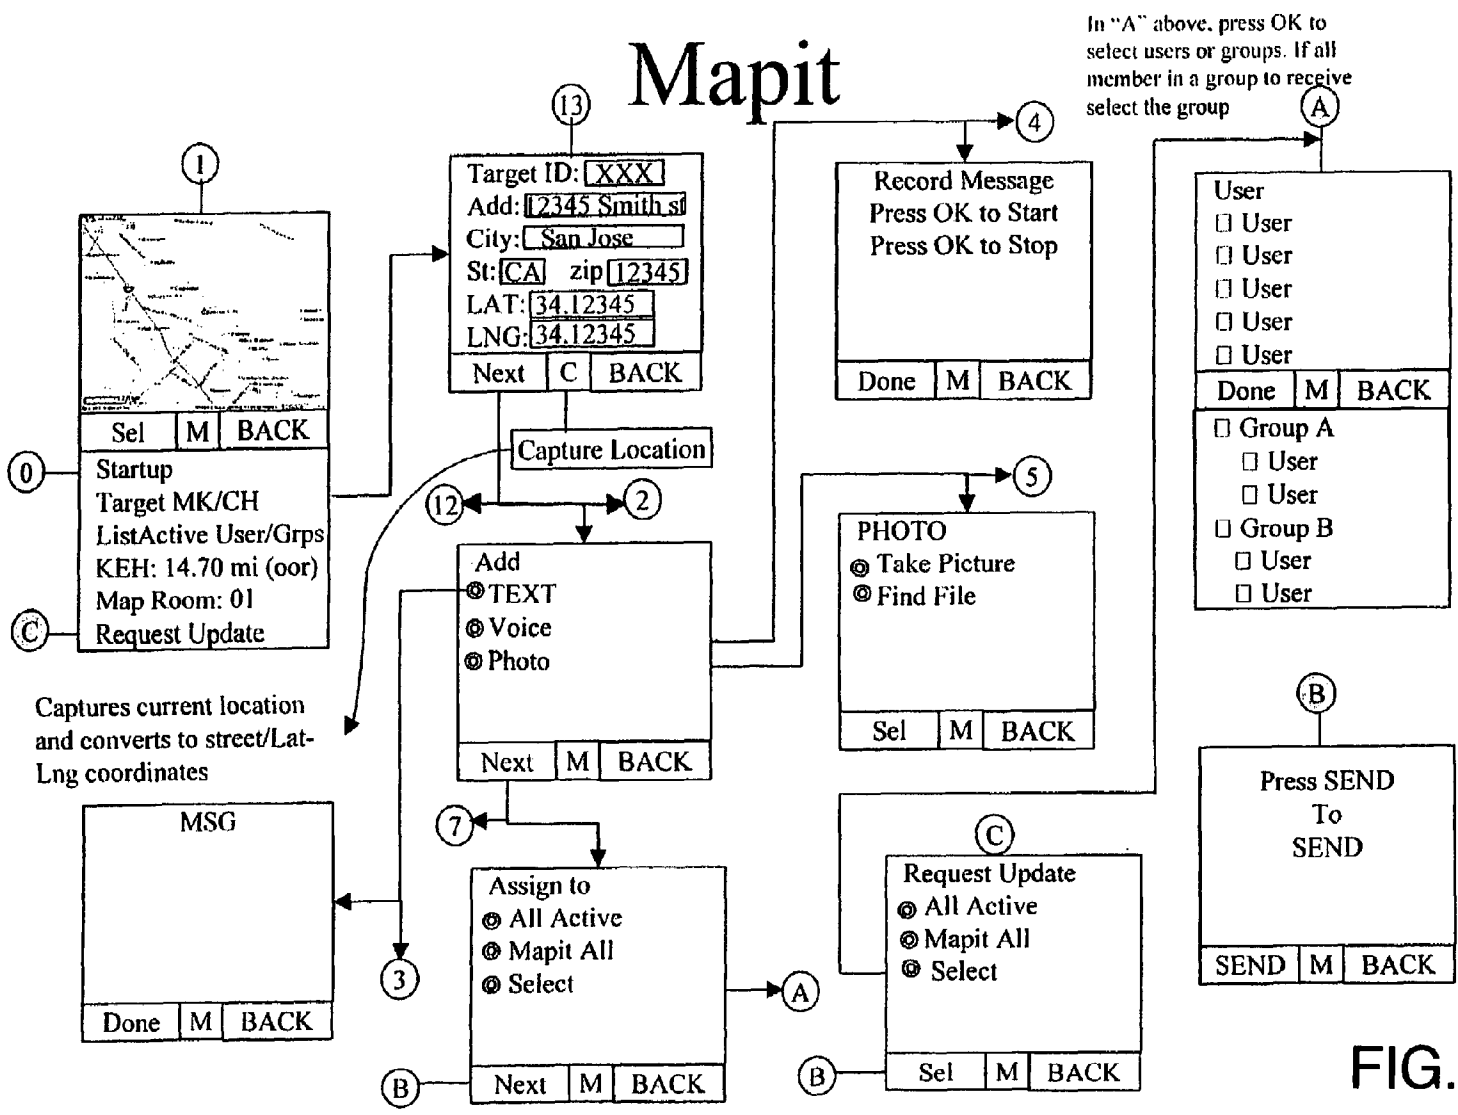 Mapit
In “A” above, press OK to
select users or groups. If all
member in a group to receive
select the group
1
Sel M BACK
0
Startup
Target MK/CH
ListActive User/Grps
KEH: 14.70 mi (oor)
Map Room: 01
C
Request Update
Captures current location
and converts to street/Lat-
Lng coordinates
MSG
Done M BACK
13
Target ID: XXX
Add: 12345 Smith st
City: San Jose
St: CA zip 12345
LAT: 34.12345
LNG: 34.12345
Next C BACK
Capture Location
12
2
Add
TEXT
Voice
Photo
Next M BACK
7
3
Assign to
All Active
Mapit All
Select
A
B
Next M BACK
4
Record Message
Press OK to Start
Press OK to Stop
Done M BACK
5
PHOTO
Take Picture
Find File
Sel M BACK
C
Request Update
All Active
Mapit All
Select
B
Sel M BACK
A
User
User
User
User
User
User
Done M BACK
Group A
User
User
Group B
User
User
B
Press SEND
To
SEND
SEND M BACK
FIG.